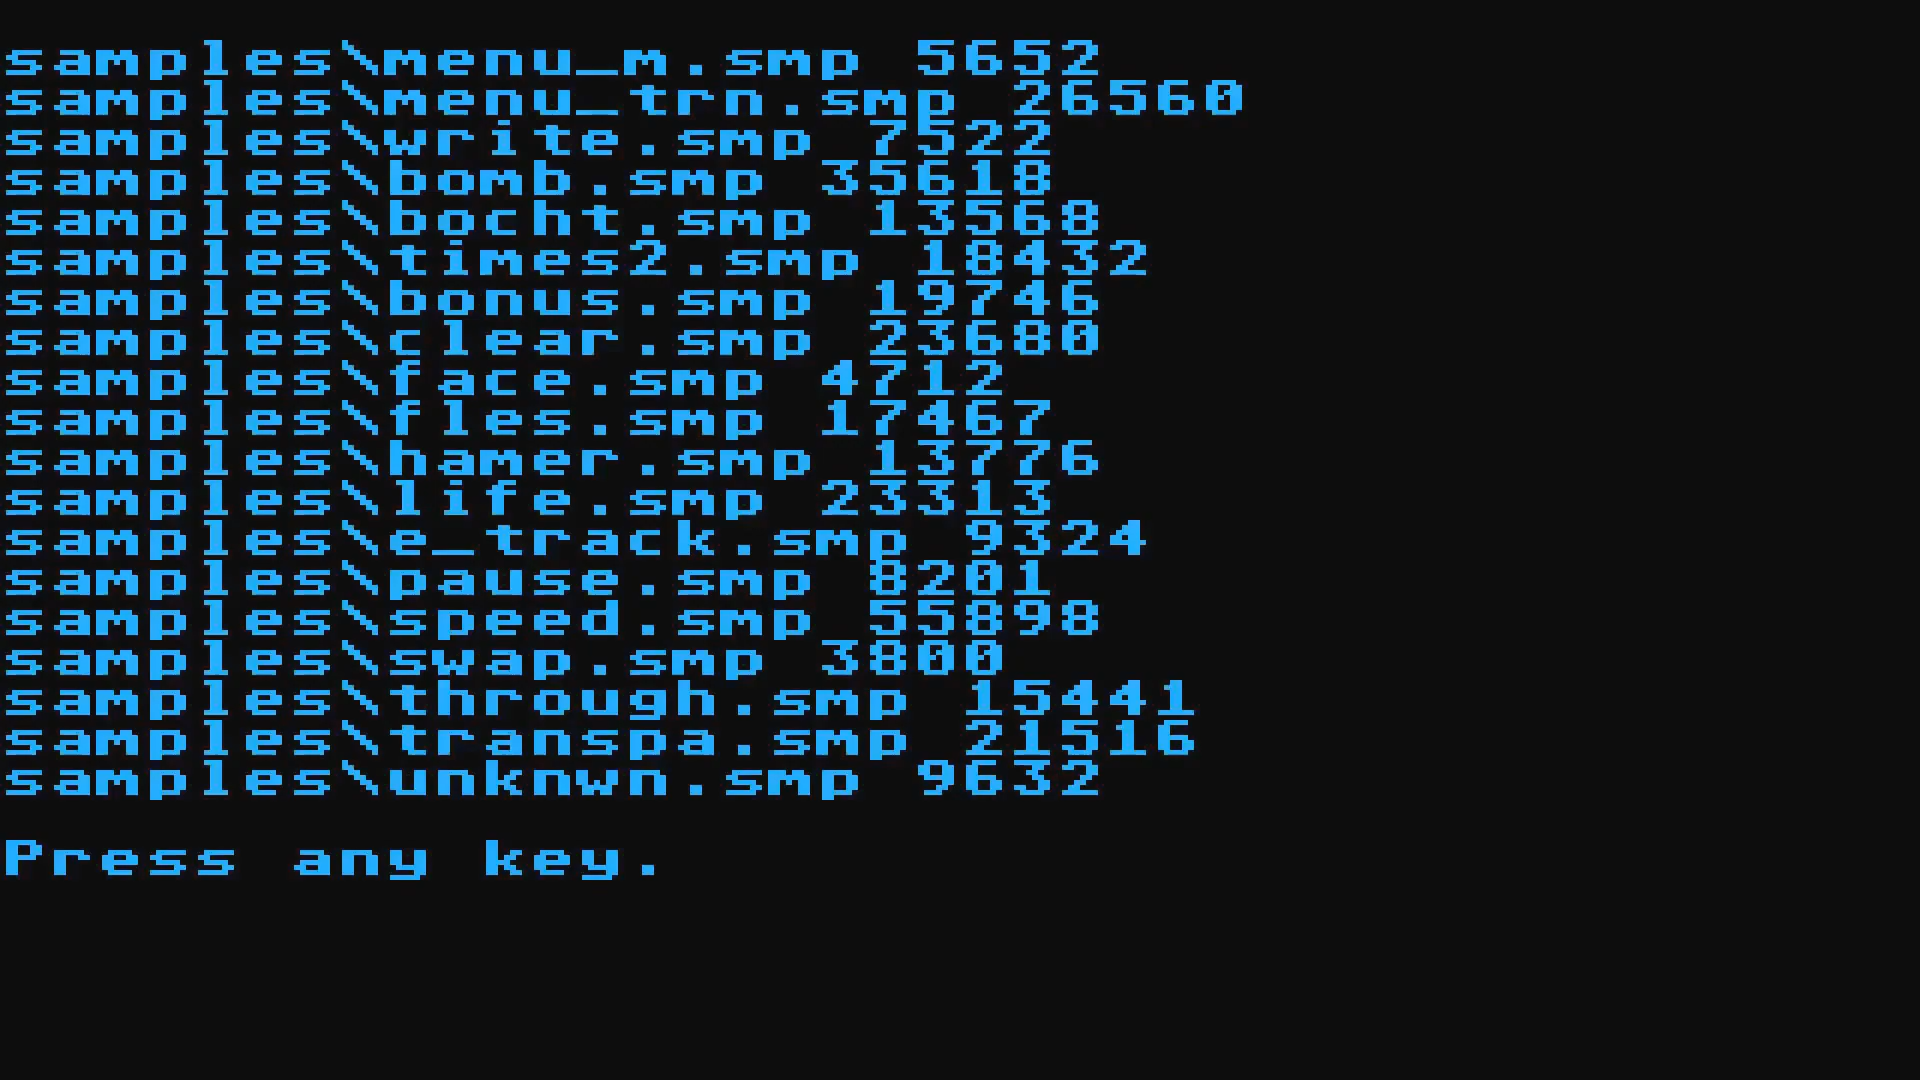 samples\menu_m.smp 5652
samples\menu_trn.smp 26560
samples\write.smp 7522
samples\bomb.smp 35618
samples\bocht.smp 13568
samples\times2.smp 18432
samples\bonus.smp 19746
samples\clear.smp 23680
samples\face.smp 4712
samples\fles.smp 17467
samples\hamer.smp 13776
samples\life.smp 23313
samples\e_track.smp 9324
samples\pause.smp 8201
samples\speed.smp 55898
samples\swap.smp 3800
samples\through.smp 15441
samples\transpa.smp 21516
samples\unknwn.smp 9632
Press any key.